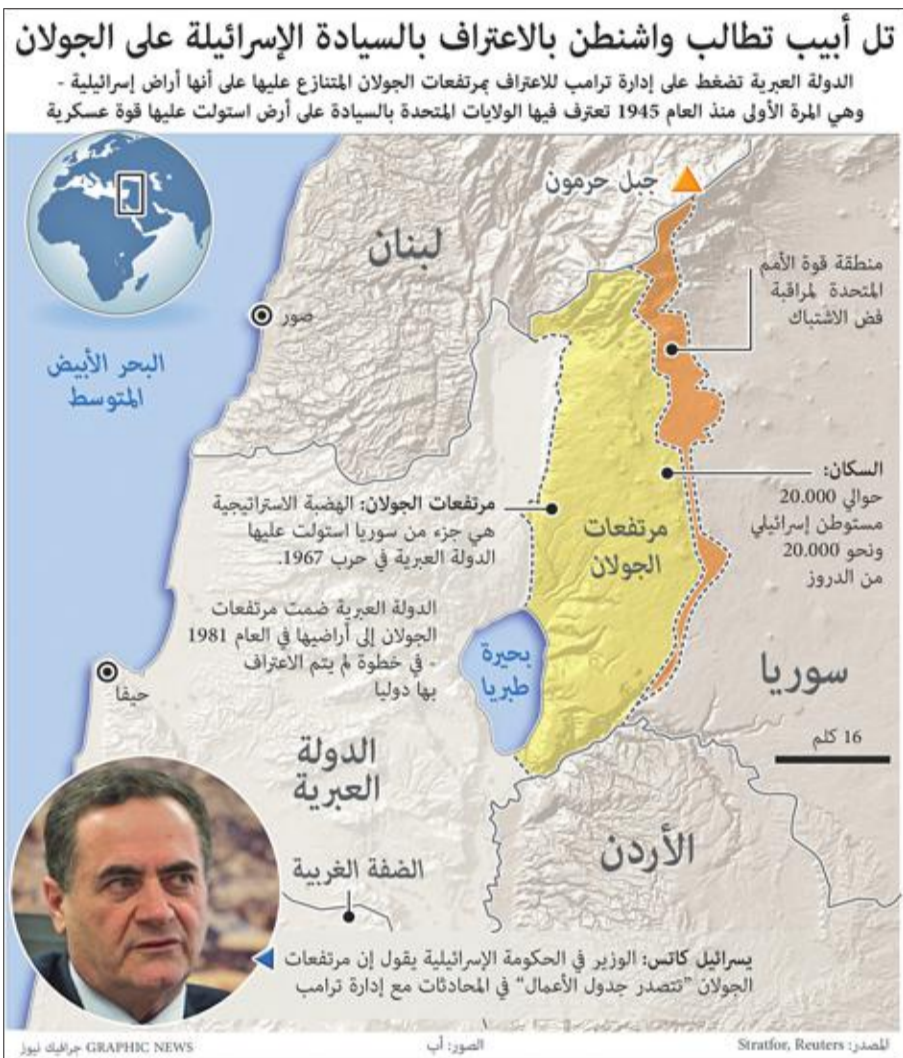 تل أبيب تطالب واشنطن بالاعتراف بالسيادة الإسرائيلة على الجولان
الدولة العبرية تضغط على إدارة ترامب للاعتراف بمرتفعات الجولان المتنازع عليها على أنها أراض إسرائيلية -
وهي المرة الأولى منذ العام 1945 تعترف فيها الولايات المتحدة بالسيادة على أرض استولت عليها قوة عسكرية
جبل حرمون
لبنان
منطقة قوة الأمم
المتحدة لمراقبة
فض الاشتباك
صور
البحر الأبيض
المتوسط
السكان:
حوالي 20.000
مستوطن إسرائيلي
ونحو 20.000
من الدروز
مرتفعات الجولان: الهضبة الاستراتيجية
هي جزء من سوريا استولت عليها
الدولة العبرية في حرب 1967.
مرتفعات
الجولان
الدولة العبرية ضمت مرتفعات
الجولان إلى أراضيها في العام 1981
- في خطوة لم يتم الاعتراف
بها دوليا
بحيرة
طبريا
سوريا
حيفا
16 كلم
الدولة
العبرية
الأردن
الضفة الغربية
يسرائيل كاتس: الوزير في الحكومة الإسرائيلية يقول إن مرتفعات
الجولان "تتصدر جدول الأعمال" في المحادثات مع إدارة ترامب
المصدر: Stratfor, Reuters
الصور: أب
GRAPHIC NEWS جرافيك نيوز